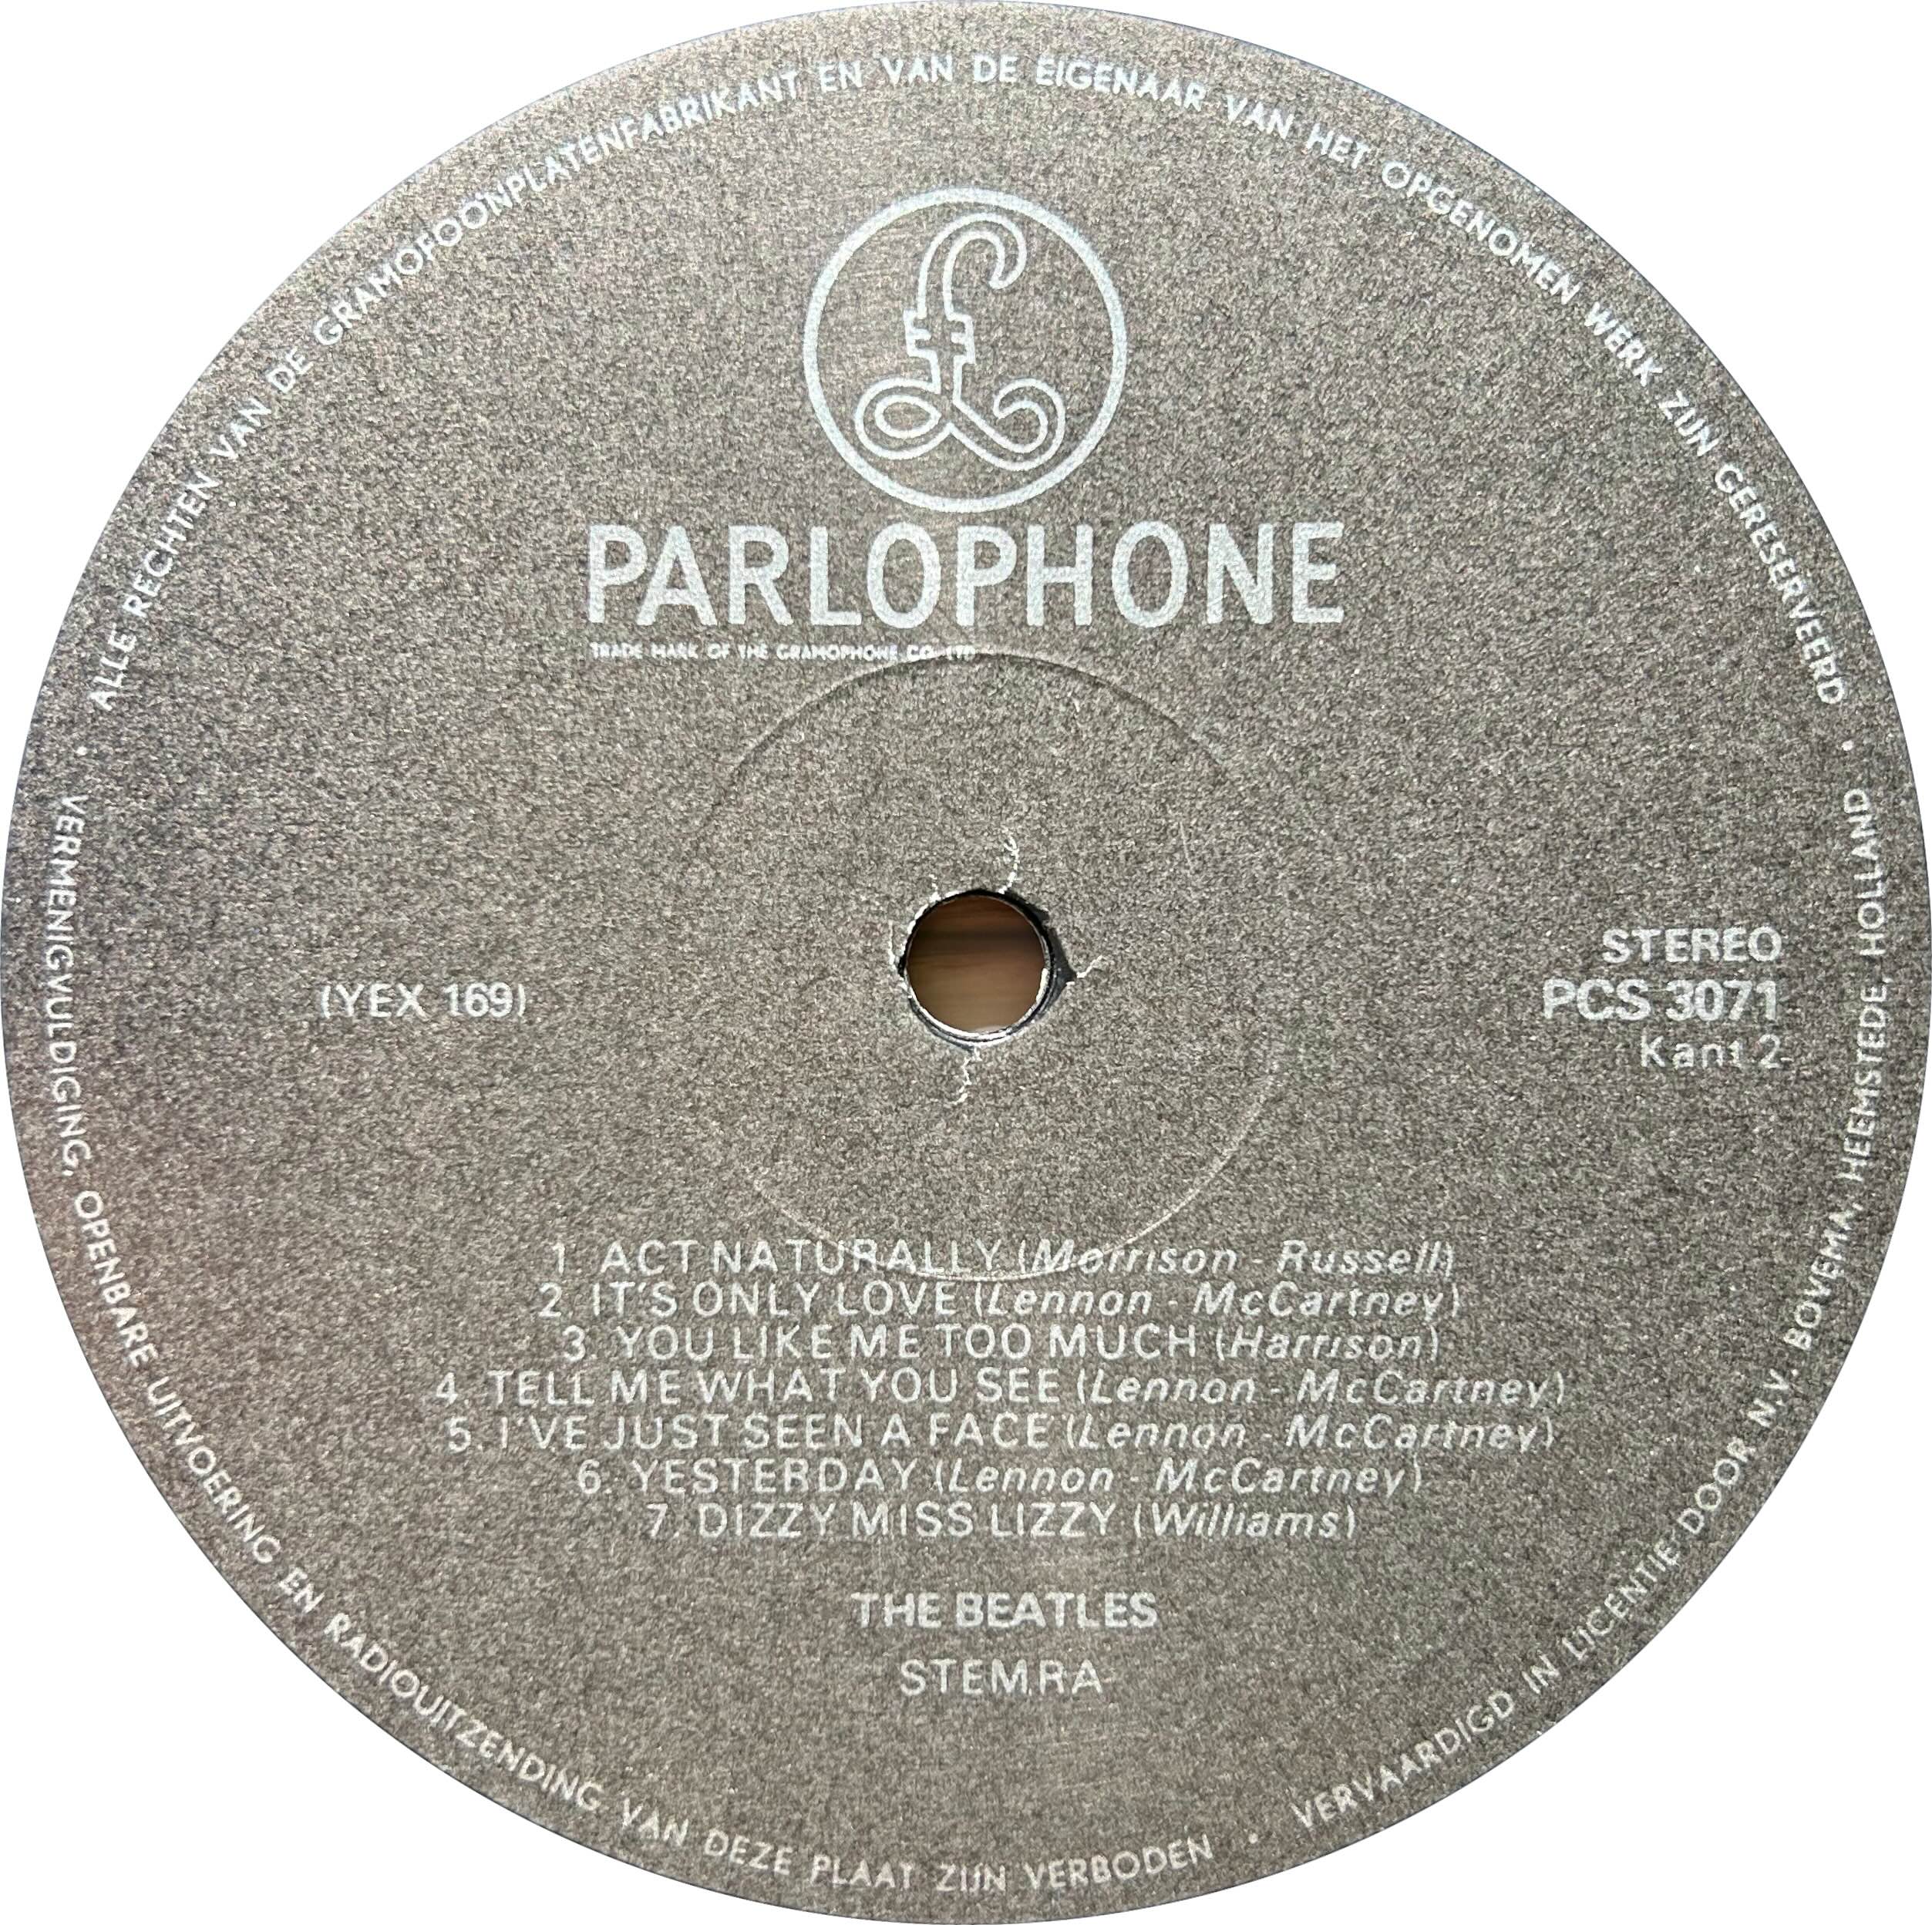 ALLE RECHTEN VAN DE GRAMOFOONPLATENFABRIKANT EN VAN DE EIGENAAR VAN HET OPGENOMEN WERK ZIJN GERESERVEERD •
PARLOPHONE
TRADE MARK OF THE GRAMOPHONE CO. LTD
(YEX 169)
STEREO
PCS 3071
Kant 2
1. ACT NATURALLY (Morrison - Russell)
2. IT'S ONLY LOVE (Lennon - McCartney)
3. YOU LIKE ME TOO MUCH (Harrison)
4. TELL ME WHAT YOU SEE (Lennon - McCartney)
5. I'VE JUST SEEN A FACE (Lennon - McCartney)
6. YESTERDAY (Lennon - McCartney)
7. DIZZY MISS LIZZY (Williams)
THE BEATLES
STEMRA
• VERMENIGVULDIGING, OPENBARE UITVOERING EN RADIOUITZENDING VAN DEZE PLAAT ZIJN VERBODEN •
VERVAARDIGD IN LICENTIE DOOR N.V. BOVEMA, HEEMSTEDE, HOLLAND